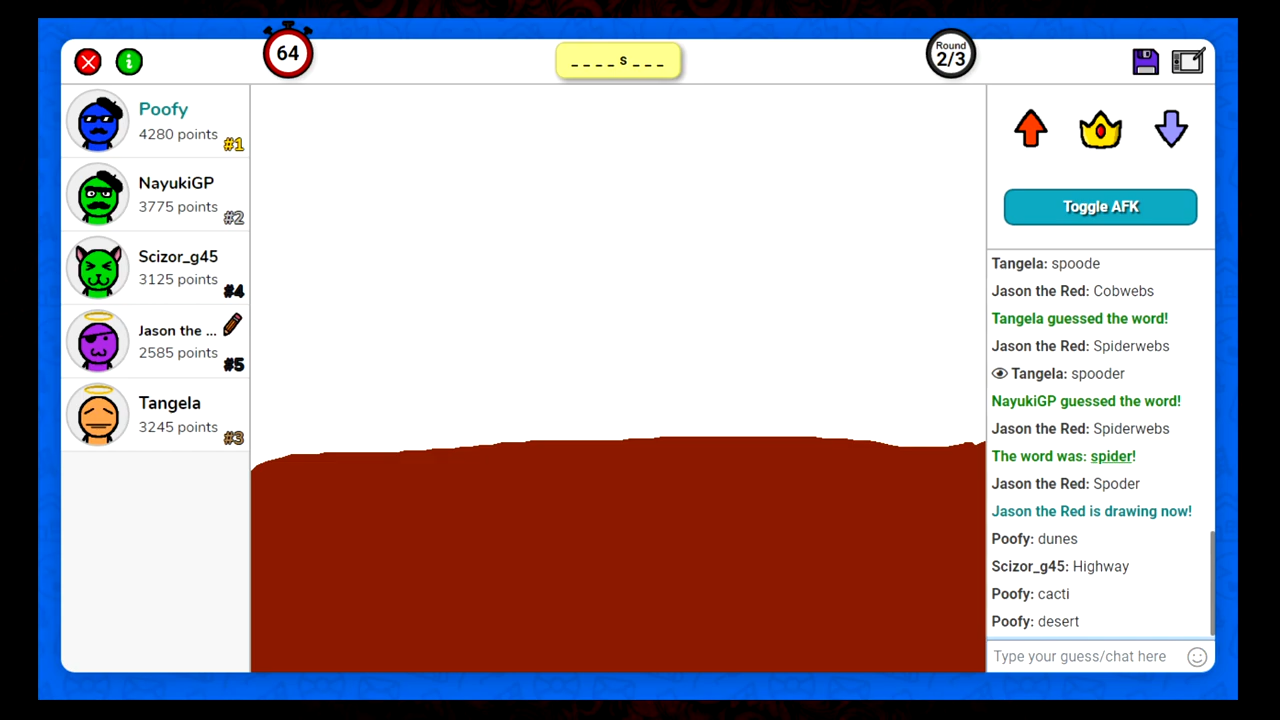 64
_ _ _ _ s _ _ _
Round
2/3
Poofy
4280 points
#1
NayukiGP
3775 points
#2
Scizor_g45
3125 points
#4
Jason the ...
2585 points
#5
Tangela
3245 points
#3
Toggle AFK
Tangela: spoode
Jason the Red: Cobwebs
Tangela guessed the word!
Jason the Red: Spiderwebs
Tangela: spooder
NayukiGP guessed the word!
Jason the Red: Spiderwebs
The word was: spider!
Jason the Red: Spoder
Jason the Red is drawing now!
Poofy: dunes
Scizor_g45: Highway
Poofy: cacti
Poofy: desert
Type your guess/chat here